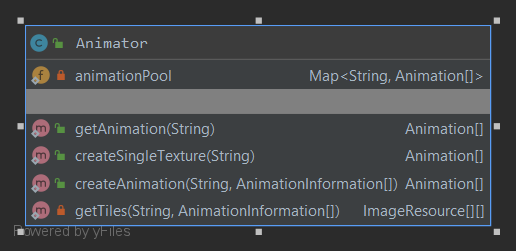 Animator
animationPool Map<String, Animation[]>
getAnimation(String) Animation[]
createSingleTexture(String) Animation[]
createAnimation(String, AnimationInformation[]) Animation[]
getTiles(String, AnimationInformation[]) ImageResource[][]
Powered by yFiles